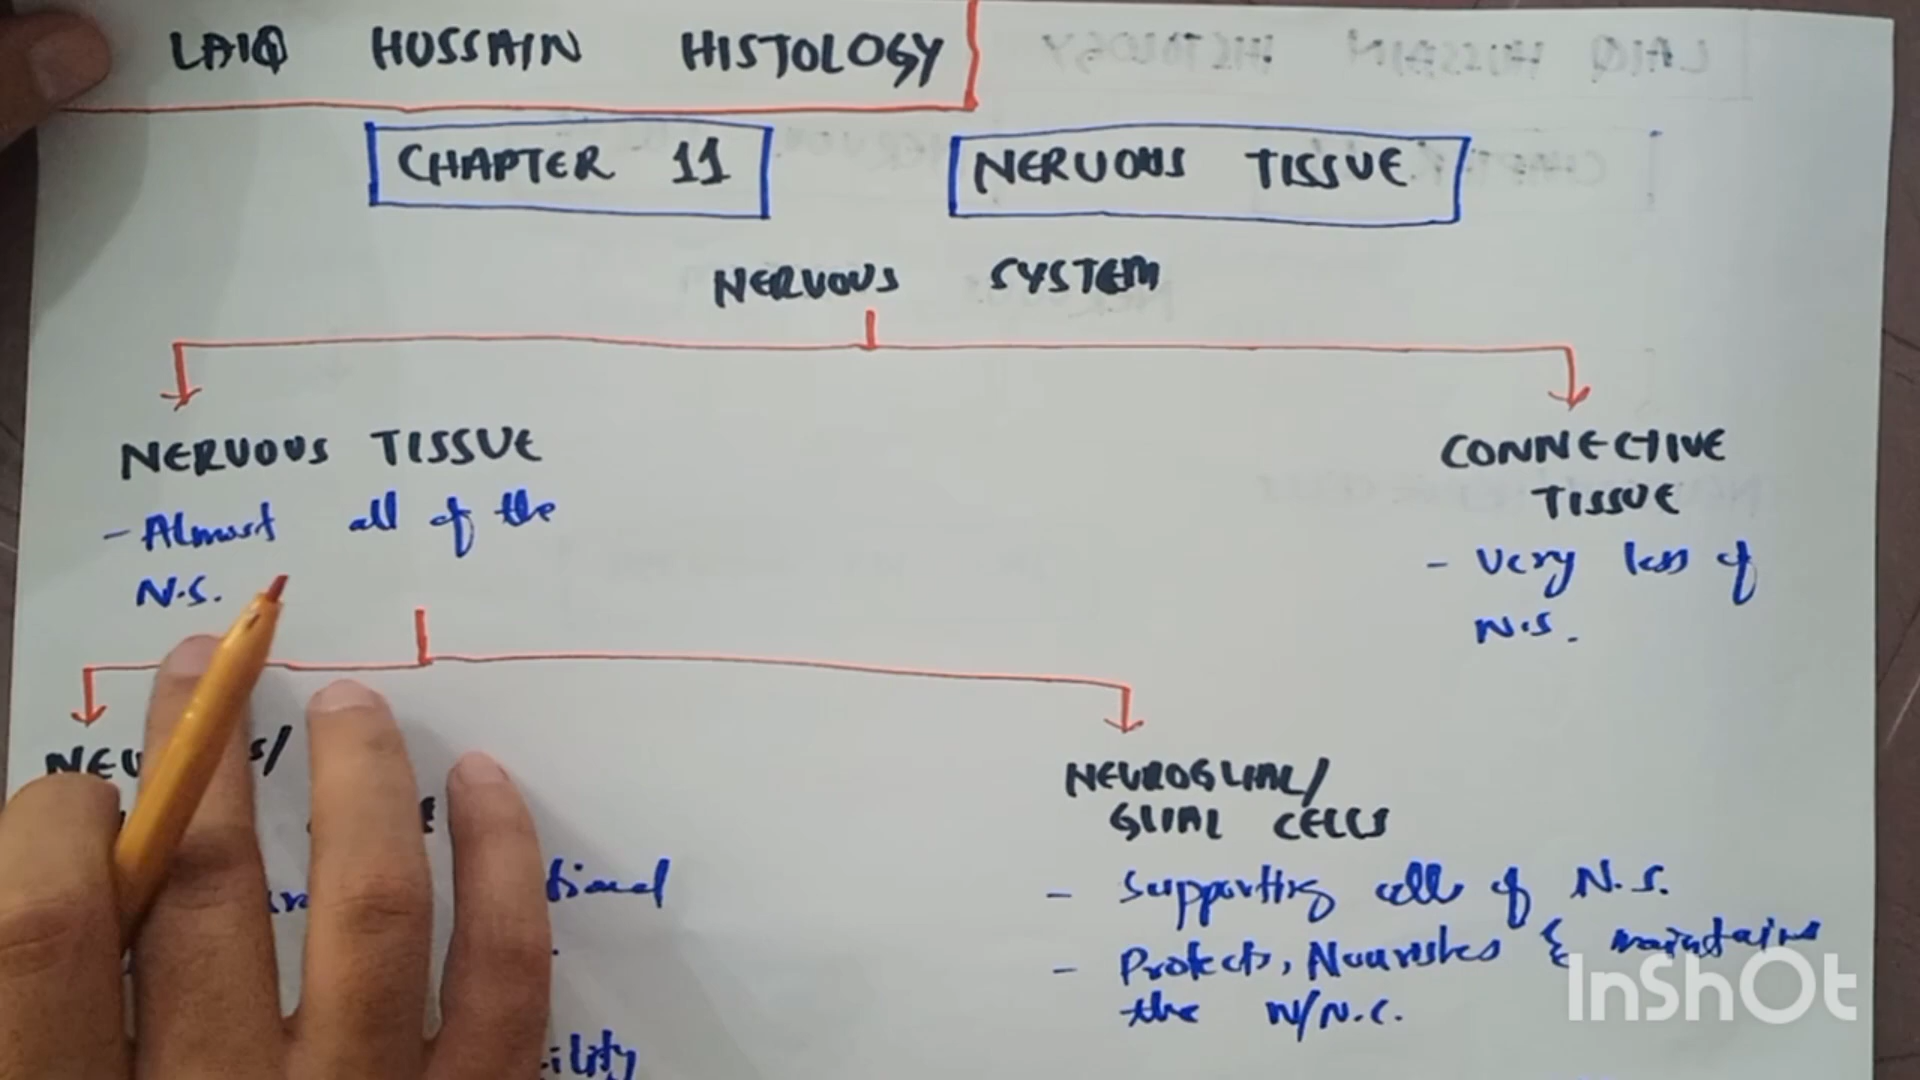 LAIQ HUSSAIN HISTOLOGY
CHAPTER 11
NERVOUS TISSUE
NERVOUS SYSTEM
NERVOUS TISSUE
- Almost all of the
N.S.
CONNECTIVE
TISSUE
- Very less of
N.S.
NEUROGLIAL/
GLIAL CELLS
- Supporting cells of N.S.
- Protects, Nourishes & maintains
the N/N.C.
InShOt